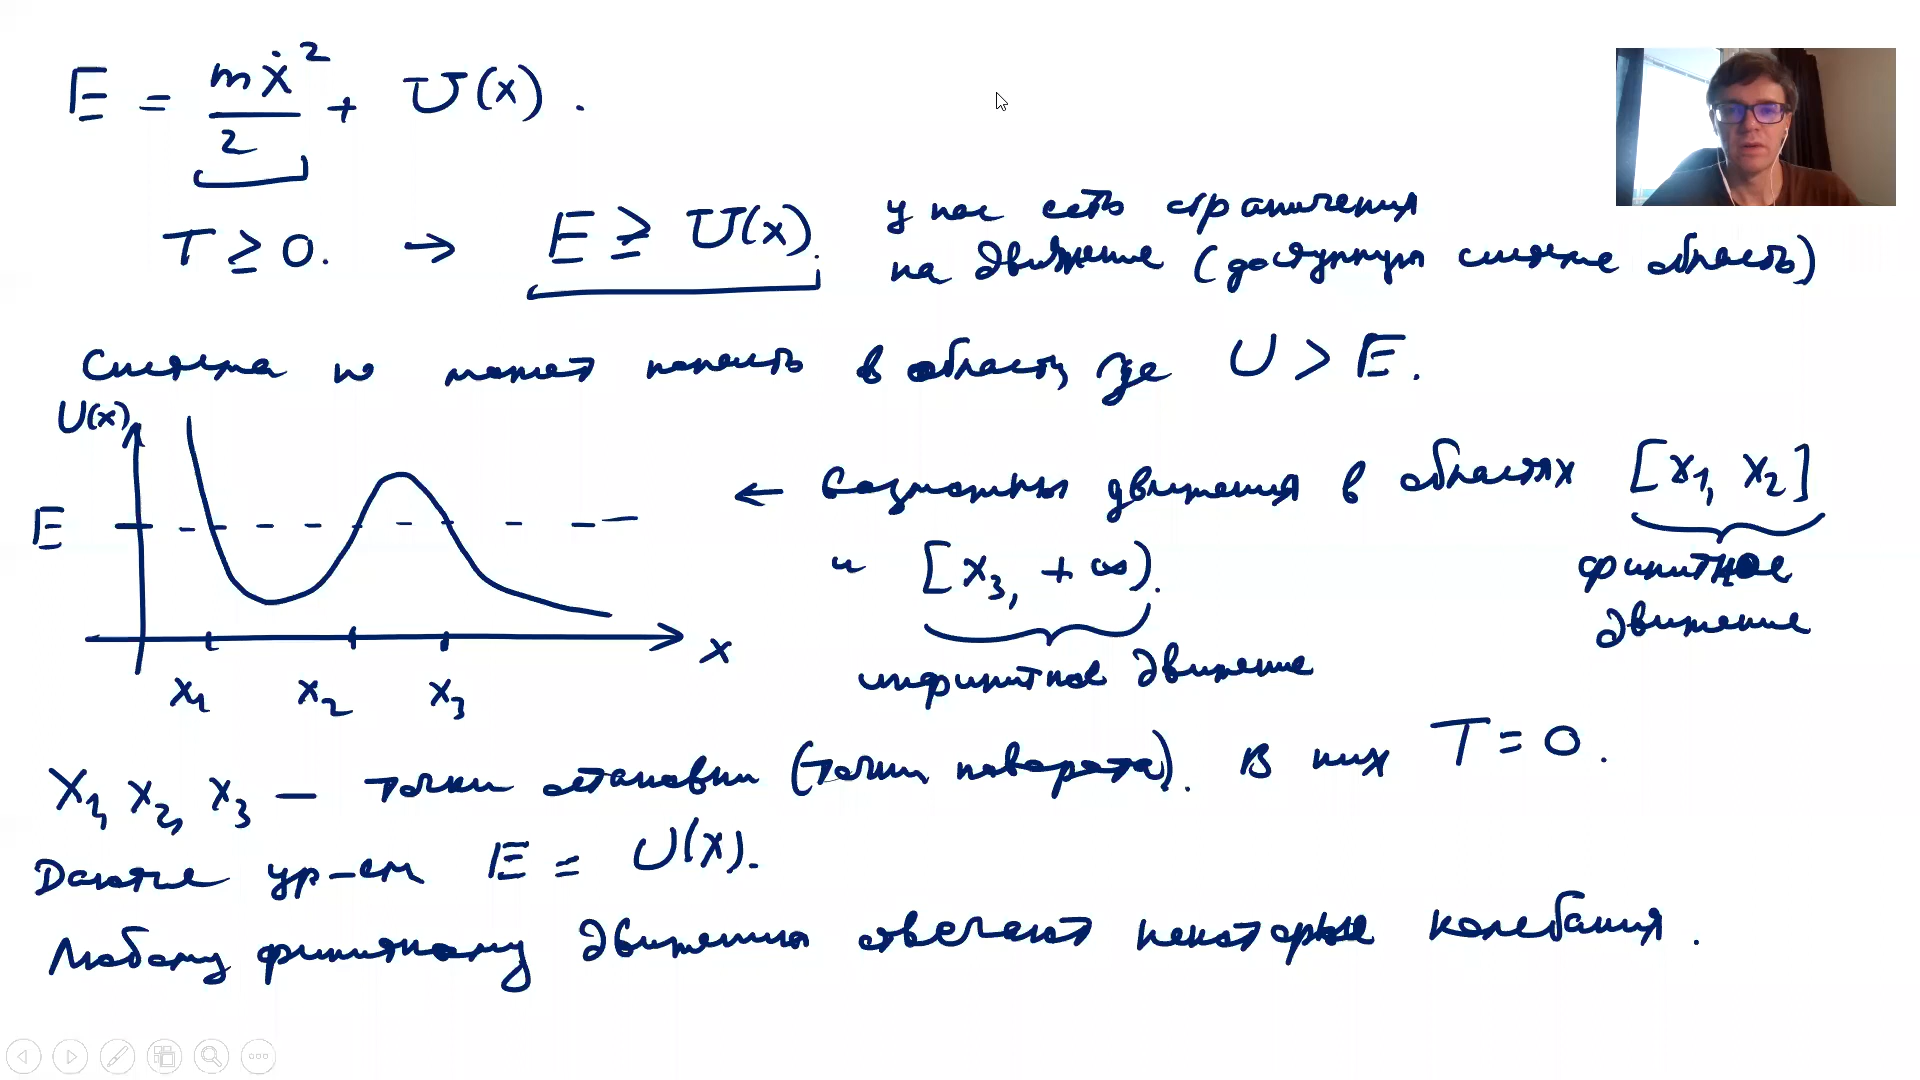 E = mẋ²/2 + U(x).
T ≥ 0. → E ≥ U(x). у нас есть ограничения
на движение (доступную системе область)
Система не может попасть в область, где U > E.
U(x)
E
x
x₁ x₂ x₃
← Возможны движения в областях [x₁, x₂]
и [x₃, +∞).
финитное
движение
инфинитное движение
x₁, x₂, x₃ — точки остановки (точки поворота). В них T = 0.
Даются ур-ем E = U(x).
Любому финитному движению отвечают некоторые колебания.